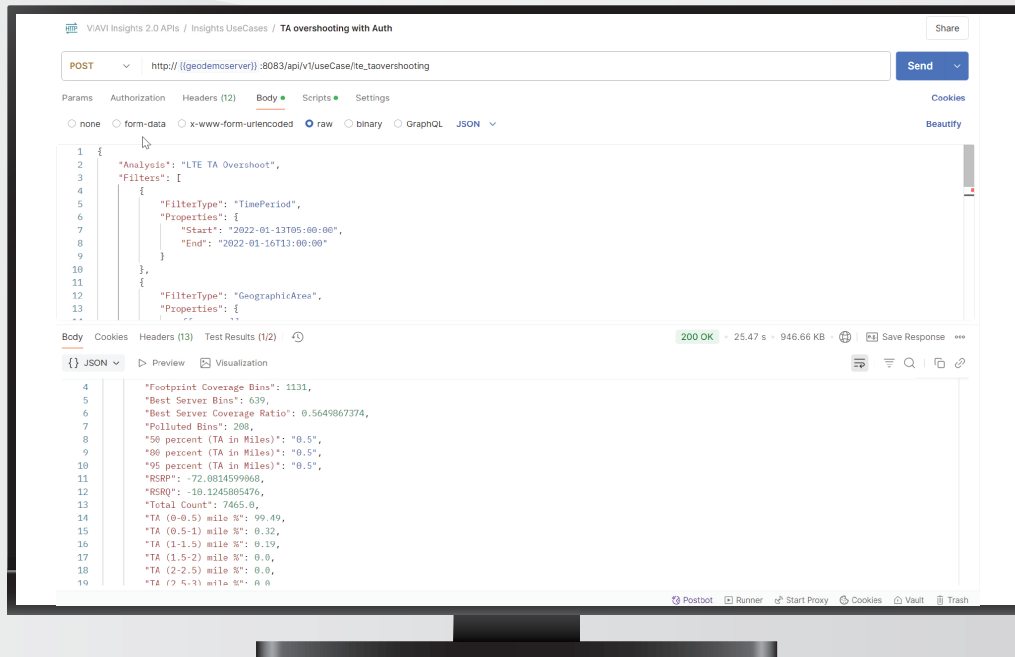 HTTP VIAVI Insights 2.0 APIs / Insights UseCases / TA overshooting with Auth Share
POST http:// {{geodemoserver}} :8083/api/v1/useCase/lte_taovershooting Send
Params Authorization Headers (12) Body Scripts Settings Cookies
none form-data x-www-form-urlencoded raw binary GraphQL JSON Beautify
1 {
2 "Analysis": "LTE TA Overshoot",
3 "Filters": [
4 {
5 "FilterType": "TimePeriod",
6 "Properties": {
7 "Start": "2022-01-13T05:00:00",
8 "End": "2022-01-16T13:00:00"
9 }
10 },
11 {
12 "FilterType": "GeographicArea",
13 "Properties": {
Body Cookies Headers (13) Test Results (1/2) 200 OK 25.47 s 946.66 KB Save Response
{} JSON Preview Visualization
4 "Footprint Coverage Bins": 1131,
5 "Best Server Bins": 639,
6 "Best Server Coverage Ratio": 0.5649867374,
7 "Polluted Bins": 208,
8 "50 percent (TA in Miles)": "0.5",
9 "80 percent (TA in Miles)": "0.5",
10 "95 percent (TA in Miles)": "0.5",
11 "RSRP": -72.0814599068,
12 "RSRQ": -10.1245805476,
13 "Total Count": 7465.0,
14 "TA (0-0.5) mile %": 99.49,
15 "TA (0.5-1) mile %": 0.32,
16 "TA (1-1.5) mile %": 0.19,
17 "TA (1.5-2) mile %": 0.0,
18 "TA (2-2.5) mile %": 0.0,
19 "TA (2.5-3) mile %": 0.0
Postbot Runner Start Proxy Cookies Vault Trash